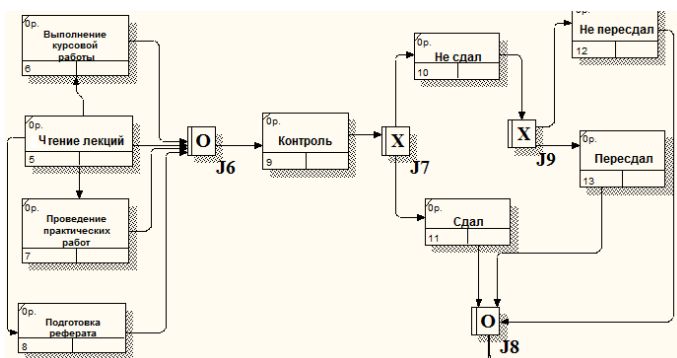 0р.
Выполнение
курсовой
работы
6
0р.
Чтение лекций
5
0р.
Проведение
практических
работ
7
0р.
Подготовка
реферата
8
O
J6
0р.
Контроль
9
X
J7
0р.
Не сдал
10
0р.
Сдал
11
X
J9
0р.
Не пересдал
12
0р.
Пересдал
13
O
J8